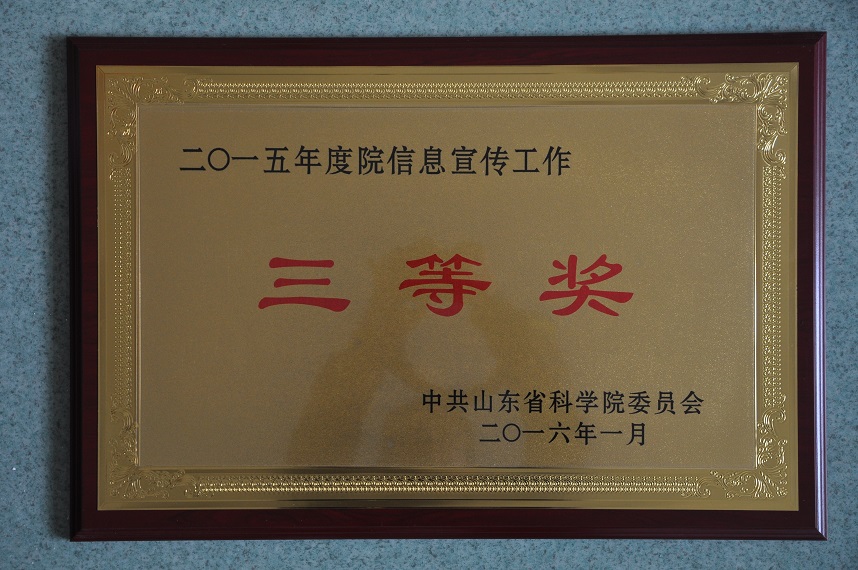 二〇一五年度院信息宣传工作
三等奖
中共山东省科学院委员会
二〇一六年一月